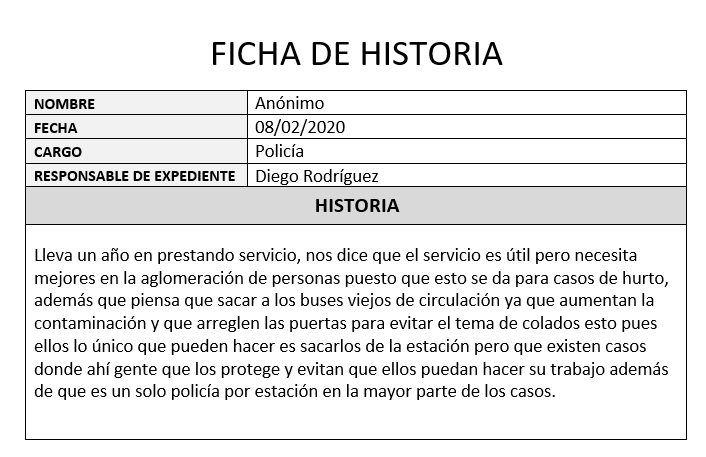 FICHA DE HISTORIA
NOMBRE Anónimo
FECHA 08/02/2020
CARGO Policía
RESPONSABLE DE EXPEDIENTE Diego Rodríguez
HISTORIA
Lleva un año en prestando servicio, nos dice que el servicio es útil pero necesita
mejores en la aglomeración de personas puesto que esto se da para casos de hurto,
además que piensa que sacar a los buses viejos de circulación ya que aumentan la
contaminación y que arreglen las puertas para evitar el tema de colados esto pues
ellos lo único que pueden hacer es sacarlos de la estación pero que existen casos
donde ahí gente que los protege y evitan que ellos puedan hacer su trabajo además
de que es un solo policía por estación en la mayor parte de los casos.